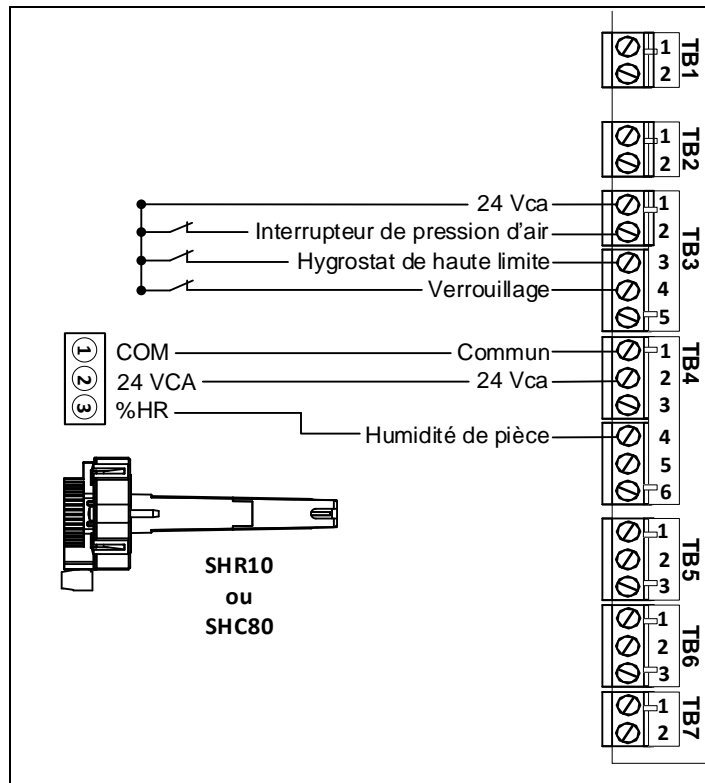 1 TB1
2
1 TB2
2
24 Vca 1 TB3
Interrupteur de pression d'air 2
Hygrostat de haute limite 3
Verrouillage 4
5
1 COM Commun 1 TB4
2 24 VCA 24 Vca 2
3 %HR 3
Humidité de pièce 4
5
6
SHR10
ou
SHC80
1 TB5
2
3
1 TB6
2
3
1 TB7
2